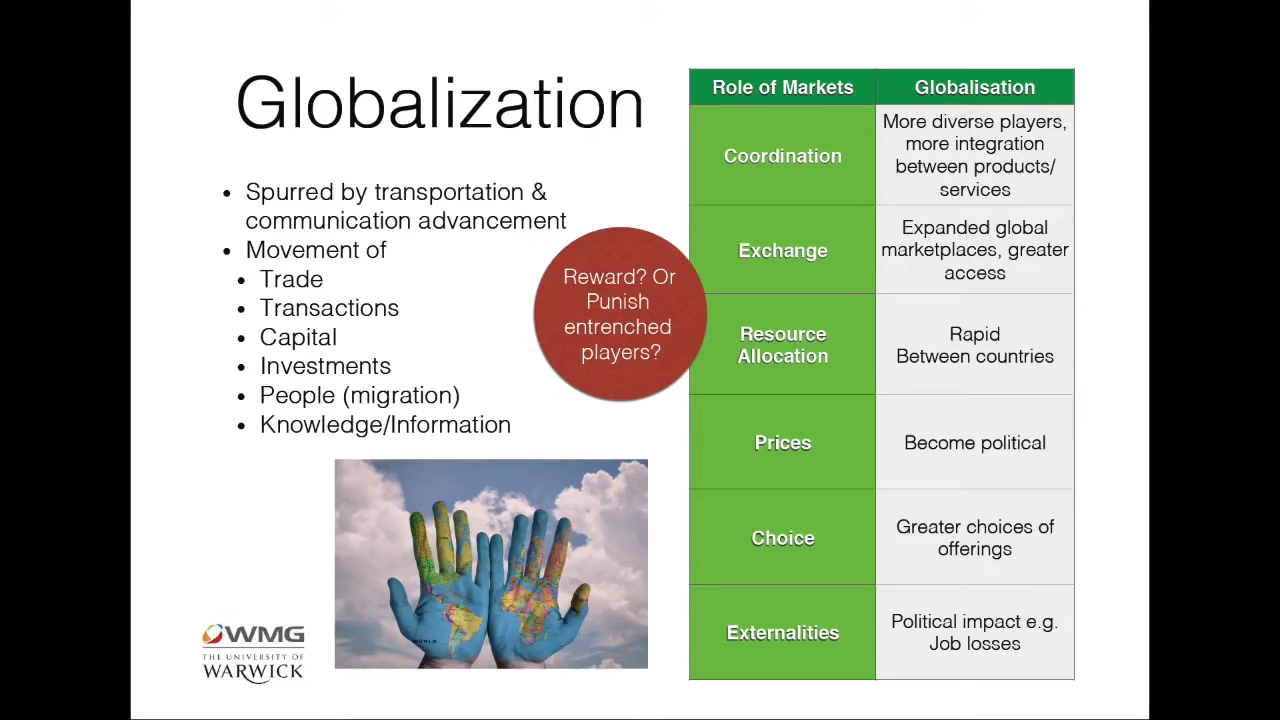 Globalization
• Spurred by transportation &
communication advancement
• Movement of
• Trade
• Transactions
• Capital
• Investments
• People (migration)
• Knowledge/Information
Reward? Or
Punish
entrenched
players?
Role of Markets
Globalisation
Coordination
More diverse players,
more integration
between products/
services
Exchange
Expanded global
marketplaces, greater
access
Resource
Allocation
Rapid
Between countries
Prices
Become political
Choice
Greater choices of
offerings
Externalities
Political impact e.g.
Job losses
WORLD
WMG
THE UNIVERSITY OF
WARWICK